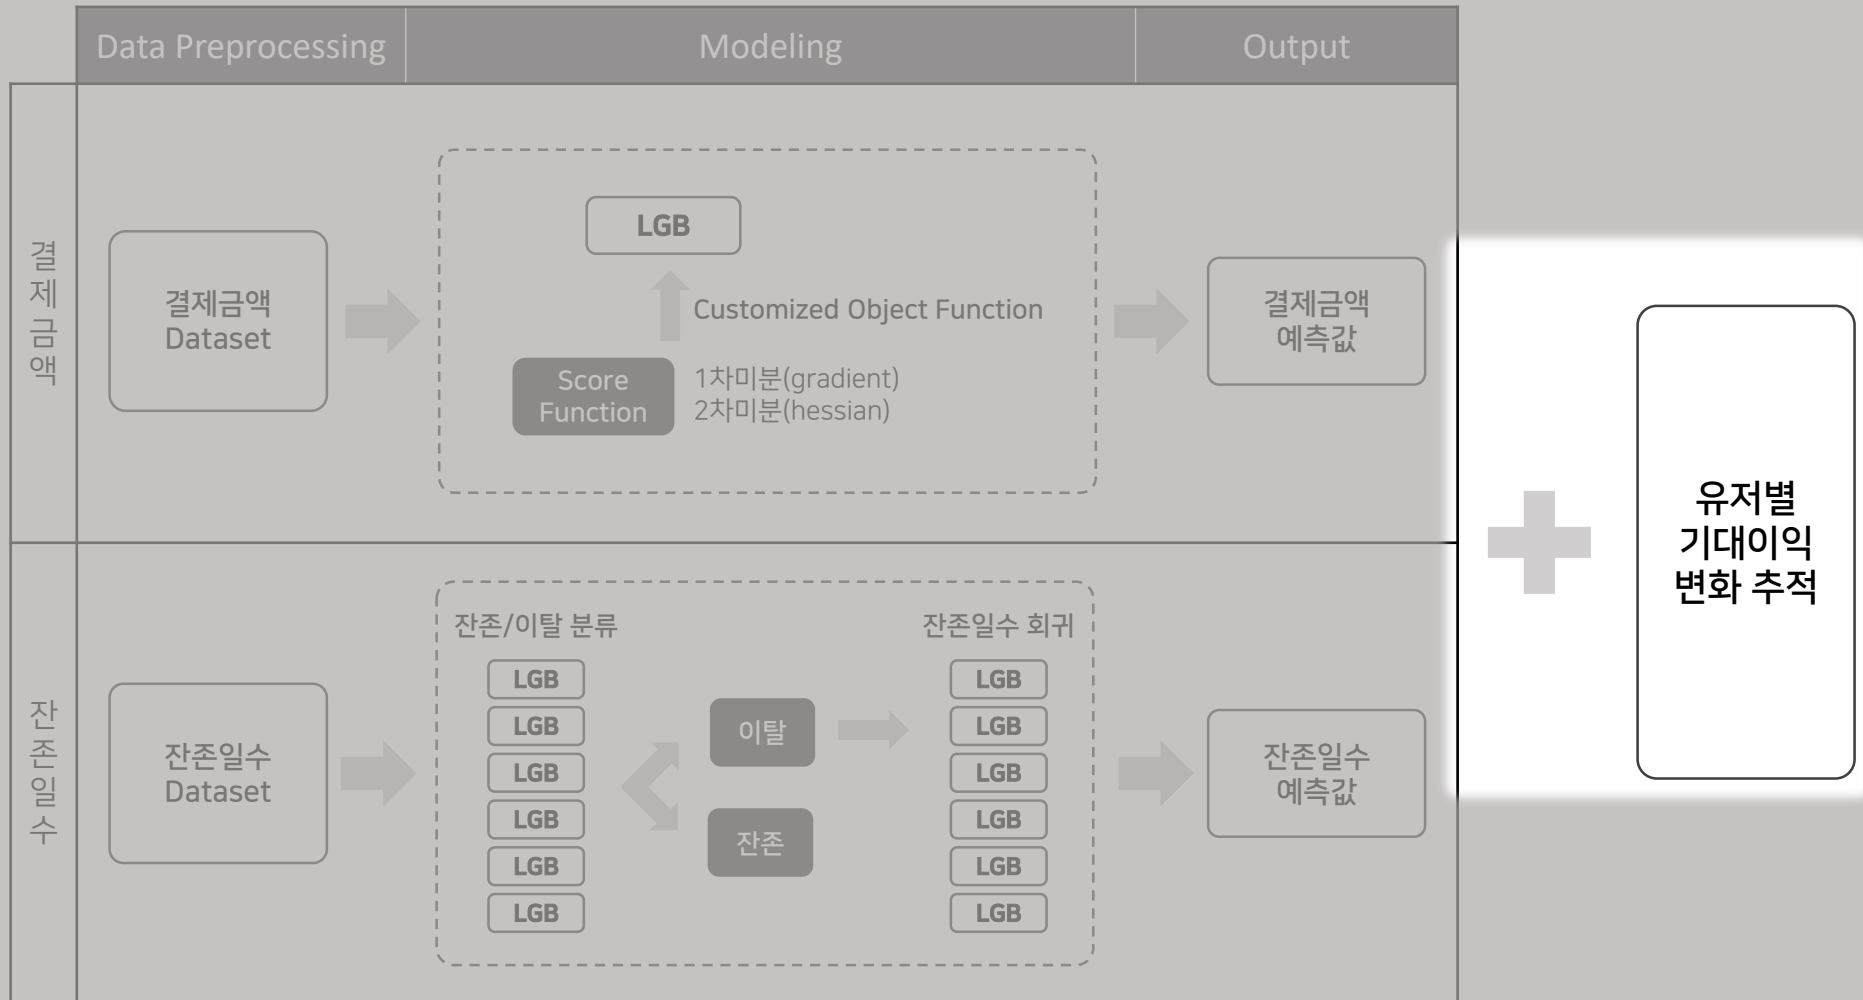 Data Preprocessing
Modeling
Output
결제금액
결제금액
Dataset
LGB
Customized Object Function
Score
Function
1차미분(gradient)
2차미분(hessian)
결제금액
예측값
잔존일수
잔존일수
Dataset
잔존/이탈 분류
LGB
LGB
LGB
LGB
LGB
LGB
이탈
잔존
잔존일수 회귀
LGB
LGB
LGB
LGB
LGB
LGB
잔존일수
예측값
유저별
기대이익
변화 추적